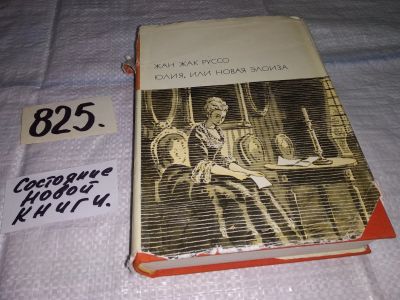 ЖАН ЖАК РУССО
ЮЛИЯ, ИЛИ НОВАЯ ЭЛОИЗА
825.
Состояние
новой
книги.